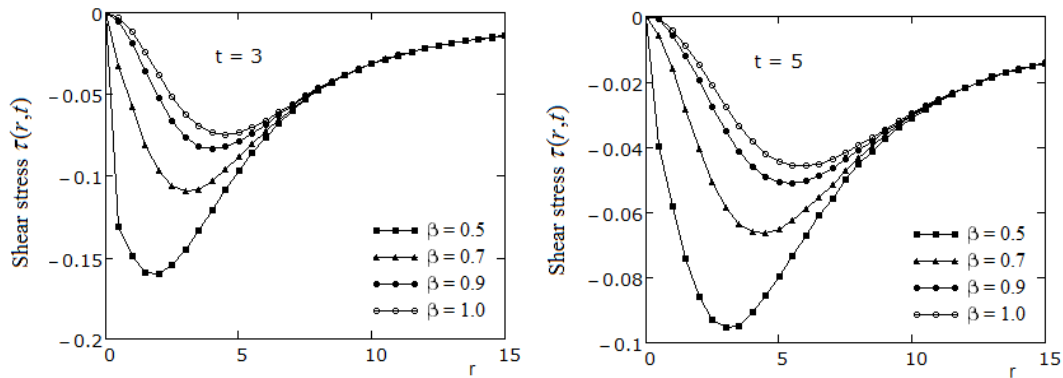 0
−0.05
−0.1
−0.15
−0.2
Shear stress τ(r,t)
t = 3
β = 0.5
β = 0.7
β = 0.9
β = 1.0
0
5
10
15
r
0
−0.02
−0.04
−0.06
−0.08
−0.1
Shear stress τ(r,t)
t = 5
β = 0.5
β = 0.7
β = 0.9
β = 1.0
0
5
10
15
r